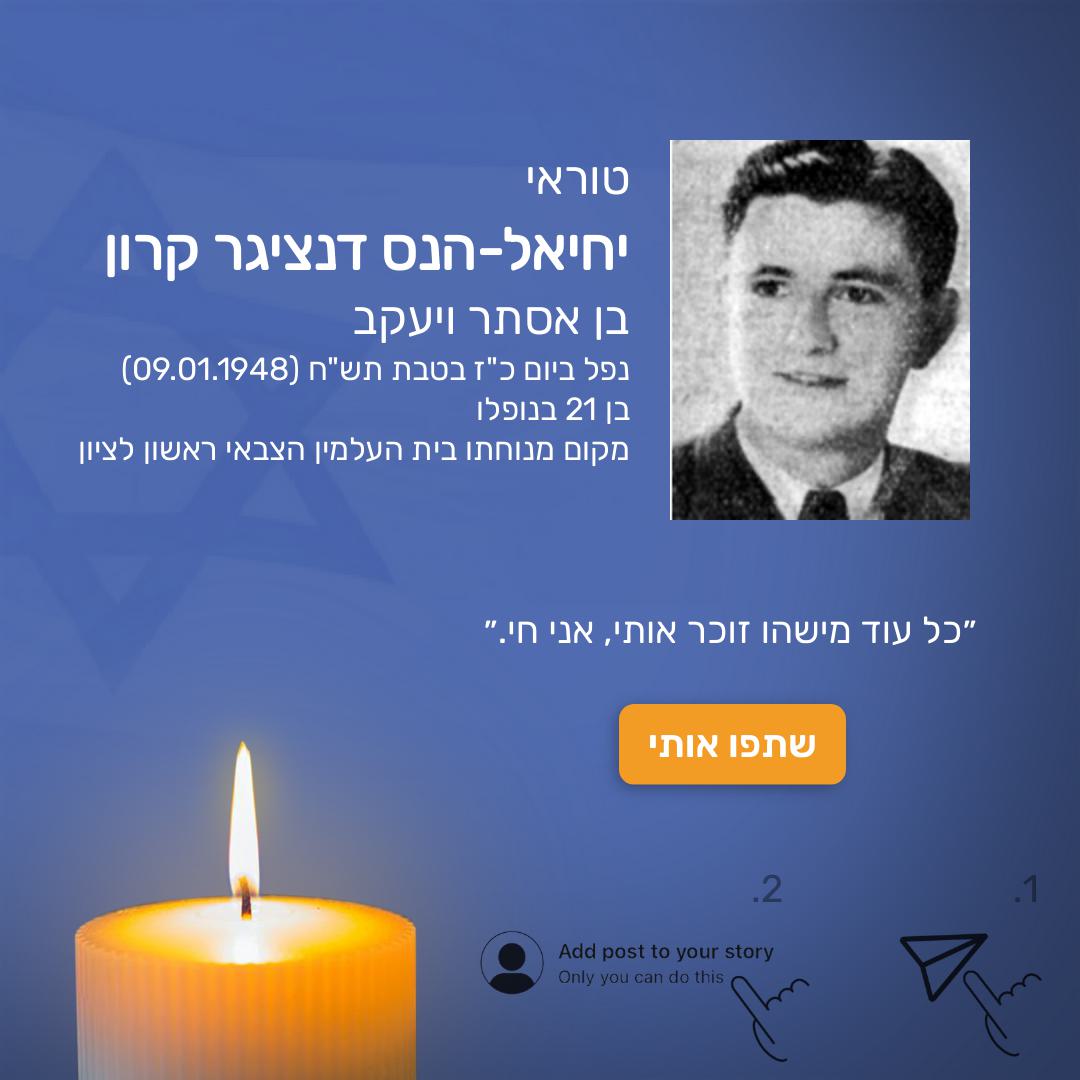 טוראי
יחיאל-הנס דנציגר קרון
בן אסתר ויעקב
נפל ביום כ"ז בטבת תש"ח (09.01.1948)
בן 21 בנופלו
מקום מנוחתו בית העלמין הצבאי ראשון לציון
״כל עוד מישהו זוכר אותי, אני חי.״
שתפו אותי
1.
2.
Add post to your story
Only you can do this